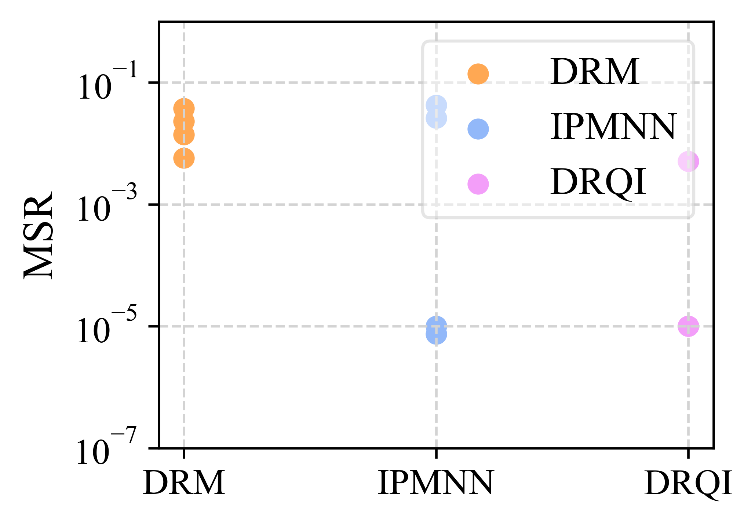 MSR
10⁻¹
10⁻³
10⁻⁵
10⁻⁷
DRM
IPMNN
DRQI
DRM
IPMNN
DRQI